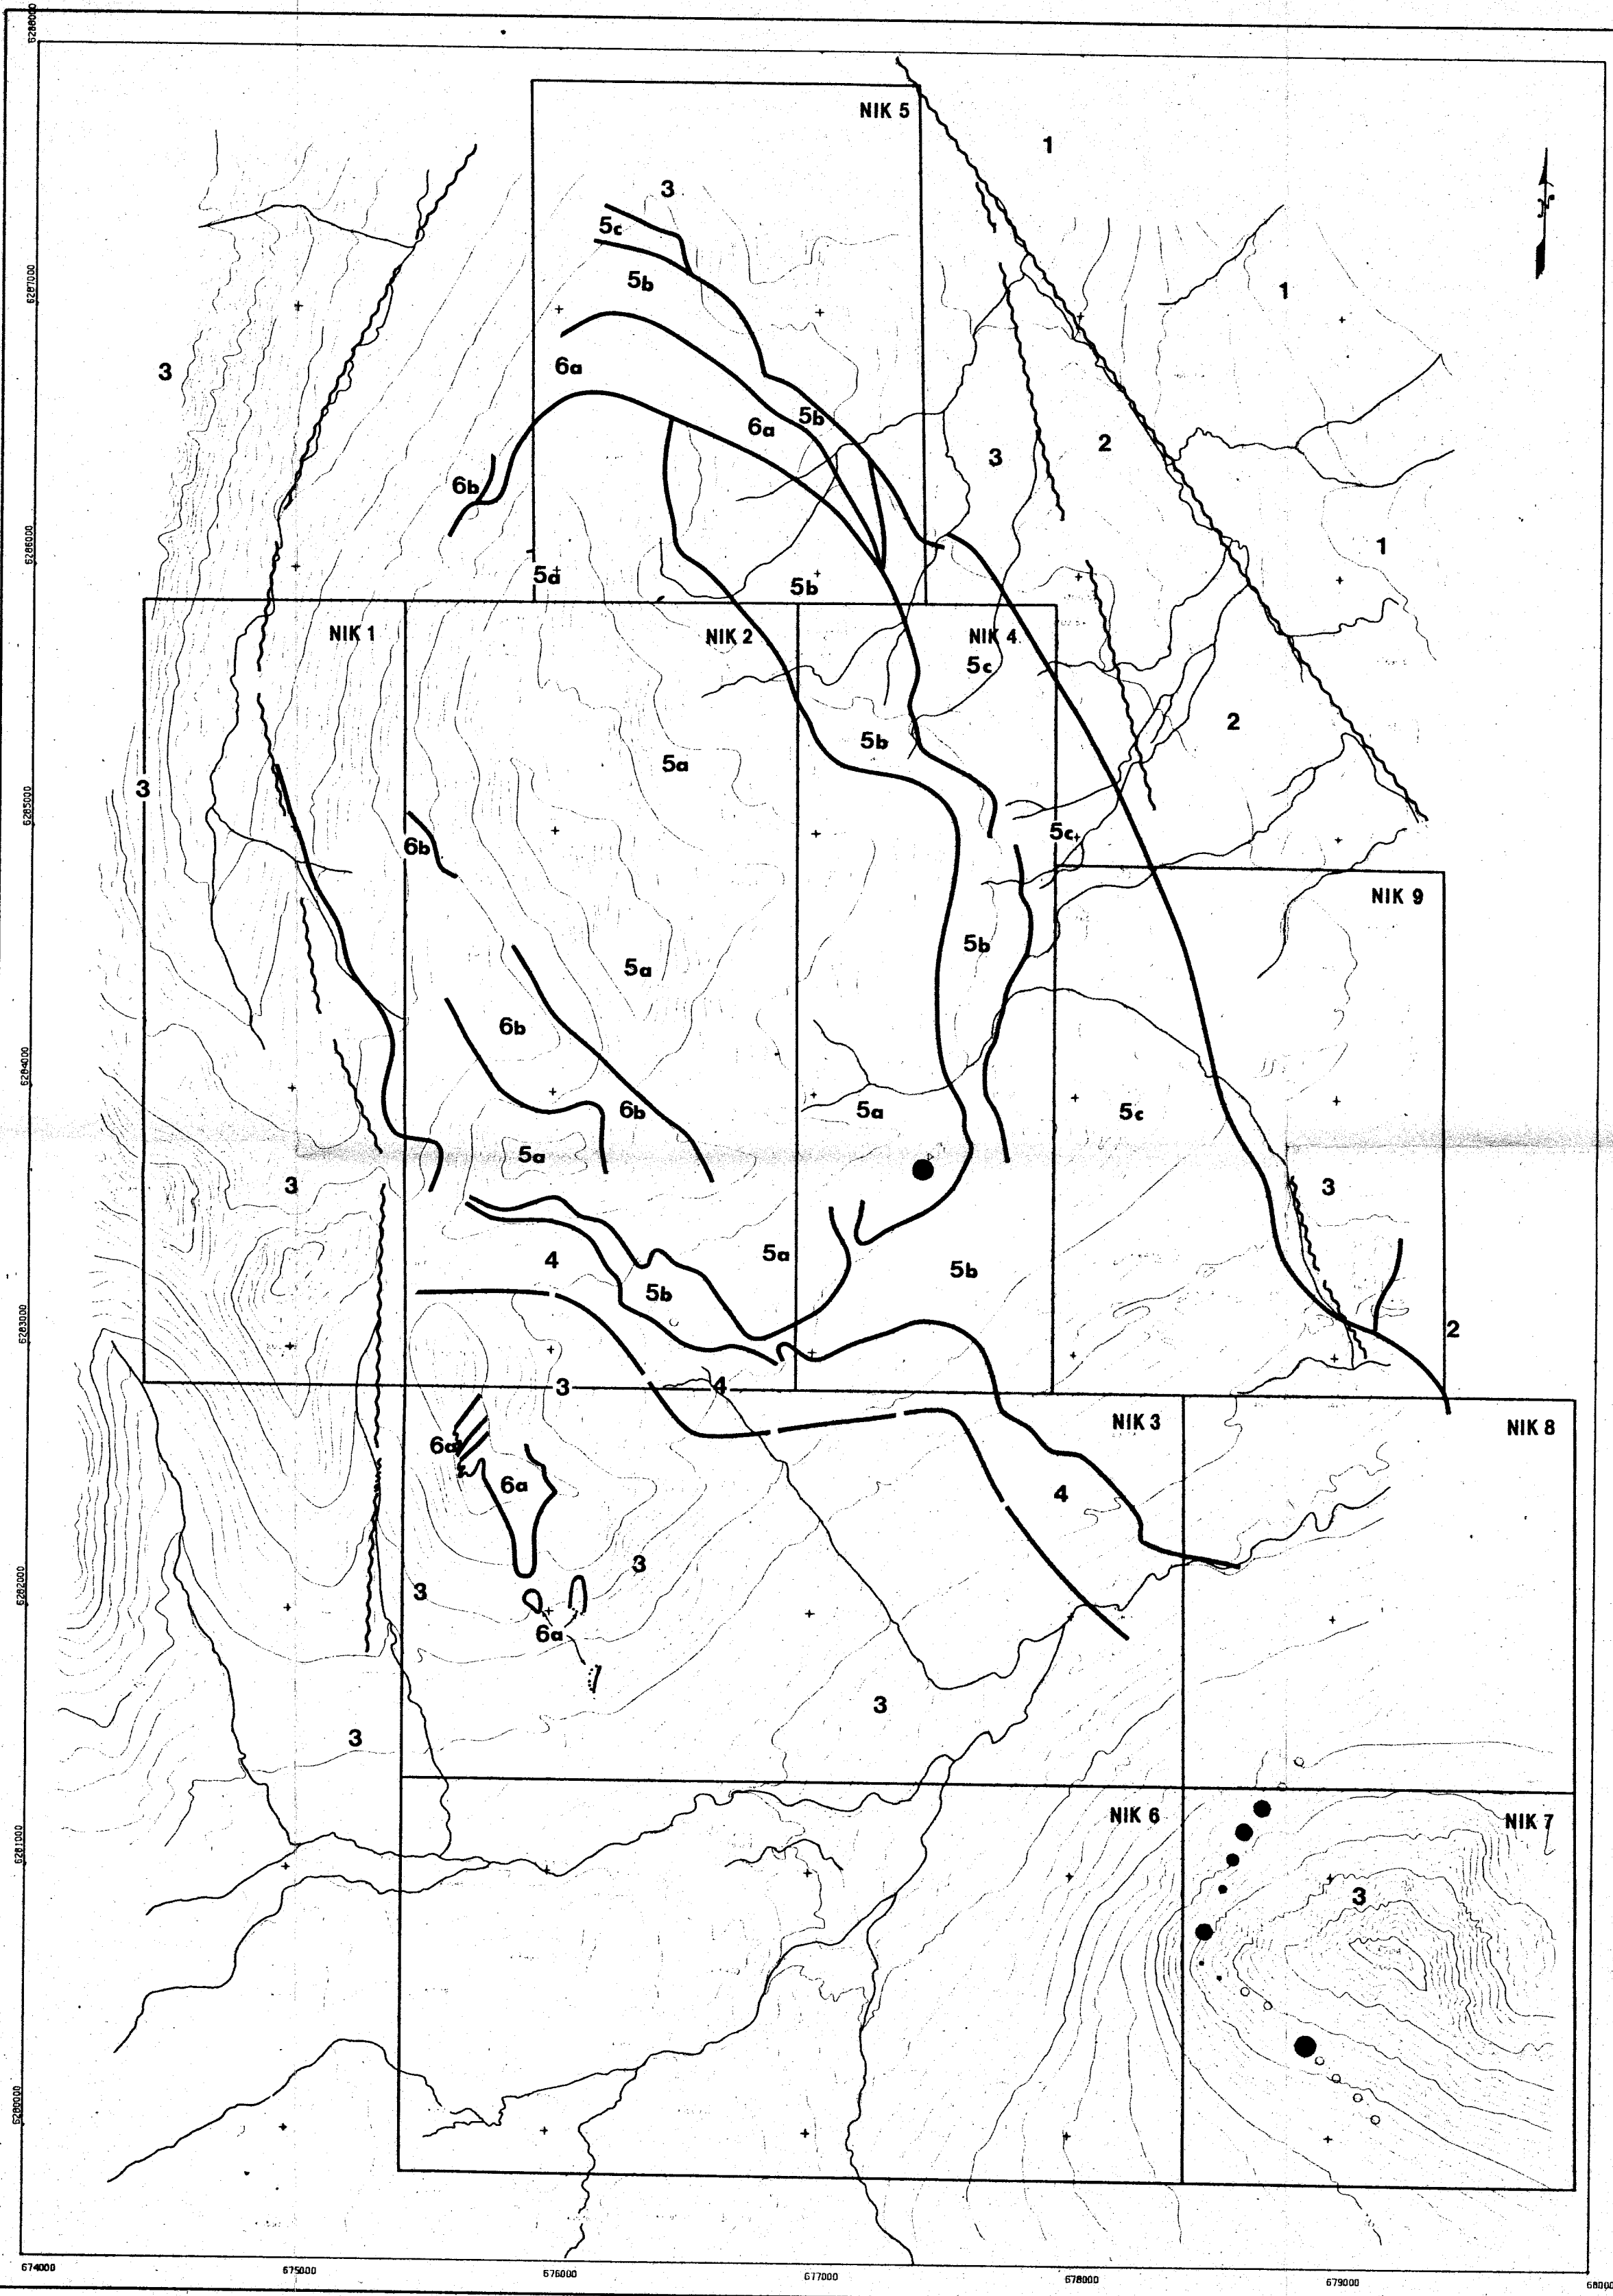 6288000
NIK 5
1
3
5c
6287000
5b
1
3
6a
5b
6a
2
3
6b
6286000
1
5a
5b
NIK 1
NIK 2
NIK 4
5c
2
5b
5a
3
6285000
5c
6b
NIK 9
5b
5a
6b
6284000
6b
5a
5c
5a
3
3
4
5a
5b
5b
6283000
2
3
4
NIK 3
NIK 8
6a
6a
4
3
3
6282000
6a
3
3
NIK 6
NIK 7
6281000
3
6280000
674000
675000
676000
677000
678000
679000